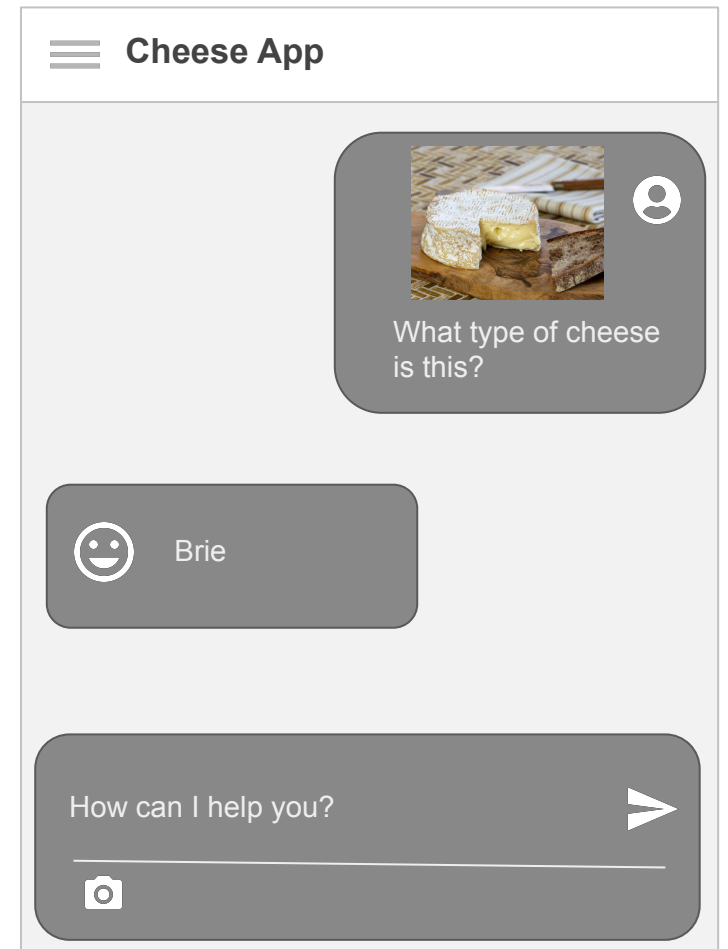 Cheese App
What type of cheese
is this?
Brie
How can I help you?